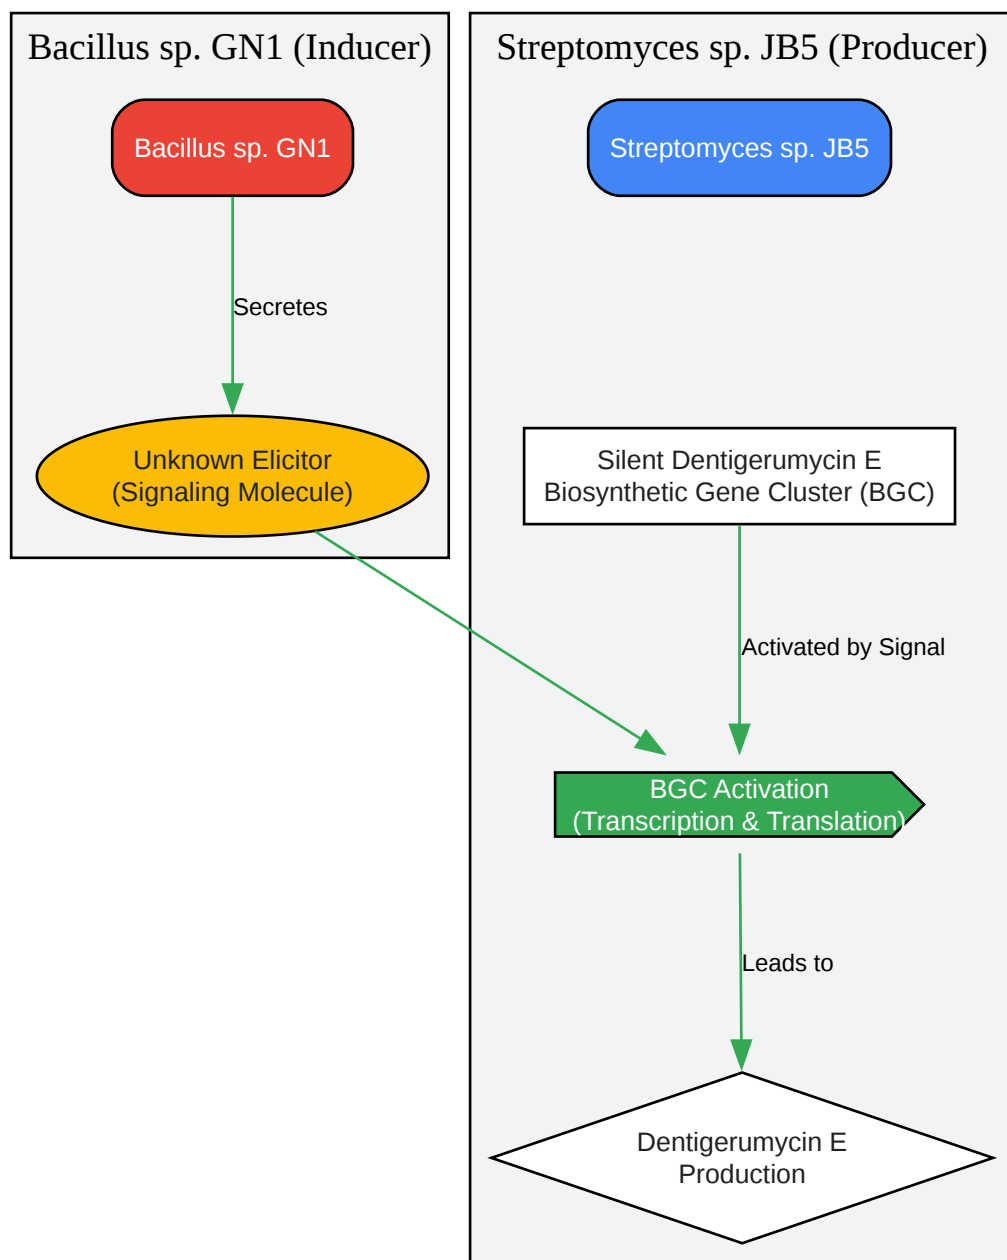 Bacillus sp. GN1 (Inducer)
Bacillus sp. GN1
Secretes
Unknown Elicitor
(Signaling Molecule)
Streptomyces sp. JB5 (Producer)
Streptomyces sp. JB5
Silent Dentigerumycin E
Biosynthetic Gene Cluster (BGC)
Activated by Signal
BGC Activation
(Transcription & Translation)
Leads to
Dentigerumycin E
Production